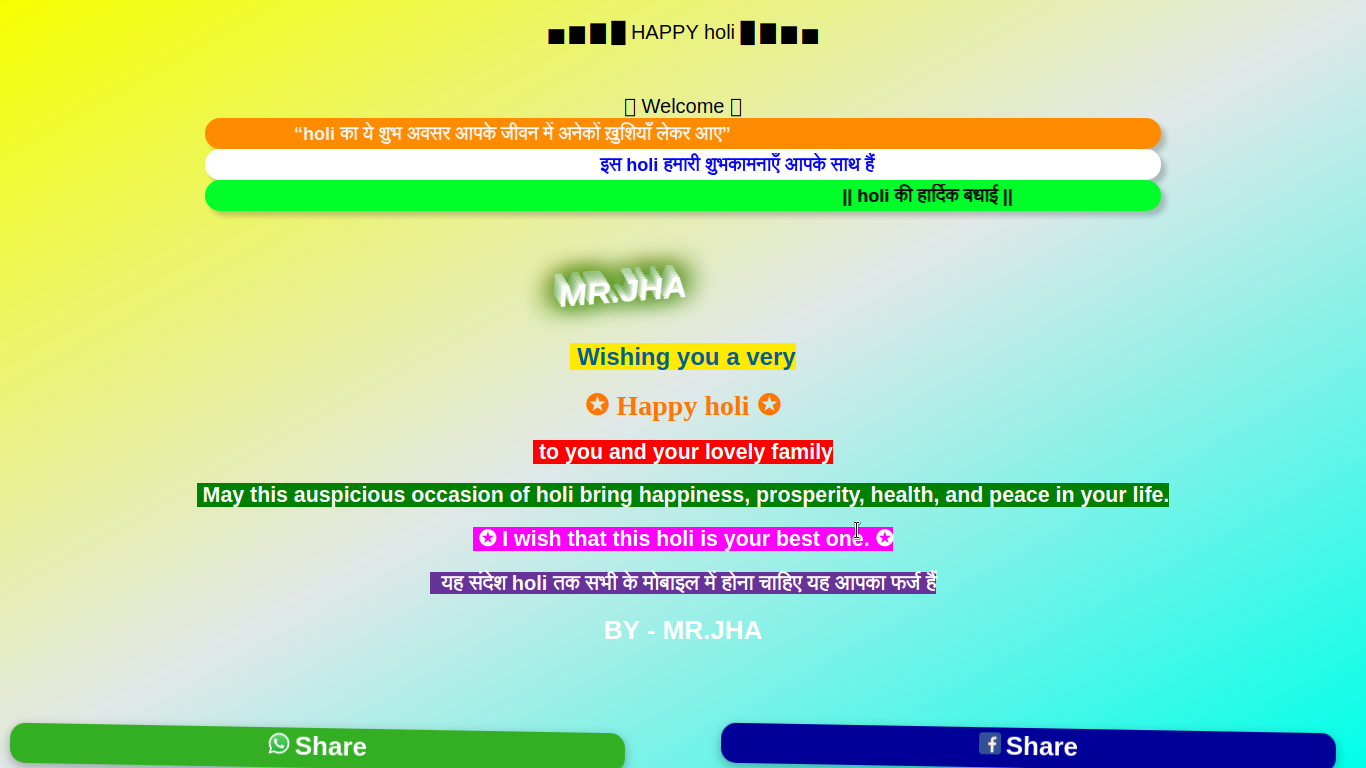 ▄ ▆ ▇ █ HAPPY holi █ ▇ ▆ ▄
Welcome
“holi का ये शुभ अवसर आपके जीवन में अनेकों ख़ुशियाँ लेकर आए”
इस holi हमारी शुभकामनाएँ आपके साथ हैं
|| holi की हार्दिक बधाई ||
MR.JHA
Wishing you a very
✪ Happy holi ✪
to you and your lovely family
May this auspicious occasion of holi bring happiness, prosperity, health, and peace in your life.
✪ I wish that this holi is your best one. ✪
यह संदेश holi तक सभी के मोबाइल में होना चाहिए यह आपका फर्ज हैं
BY - MR.JHA
Share
Share